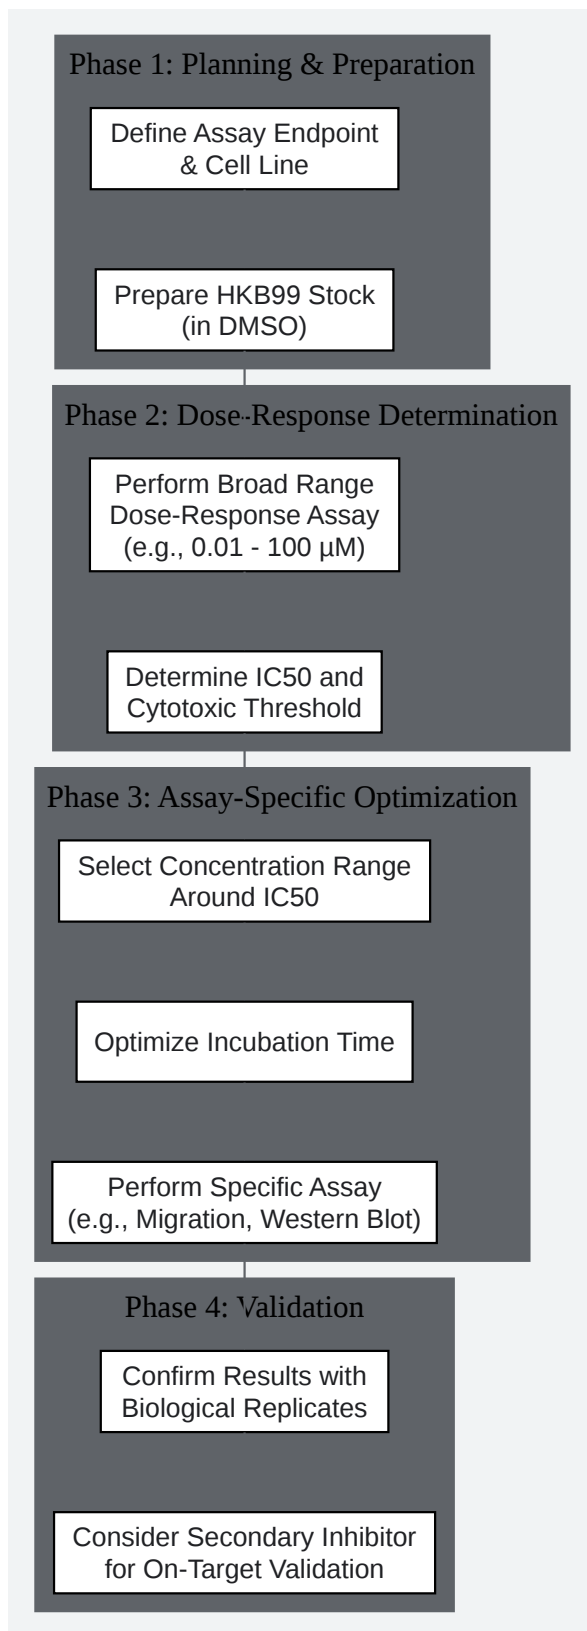 Phase 1: Planning & Preparation
Define Assay Endpoint
& Cell Line
Prepare HKB99 Stock
(in DMSO)
Phase 2: Dose-Response Determination
Perform Broad Range
Dose-Response Assay
(e.g., 0.01 - 100 µM)
Determine IC50 and
Cytotoxic Threshold
Phase 3: Assay-Specific Optimization
Select Concentration Range
Around IC50
Optimize Incubation Time
Perform Specific Assay
(e.g., Migration, Western Blot)
Phase 4: Validation
Confirm Results with
Biological Replicates
Consider Secondary Inhibitor
for On-Target Validation